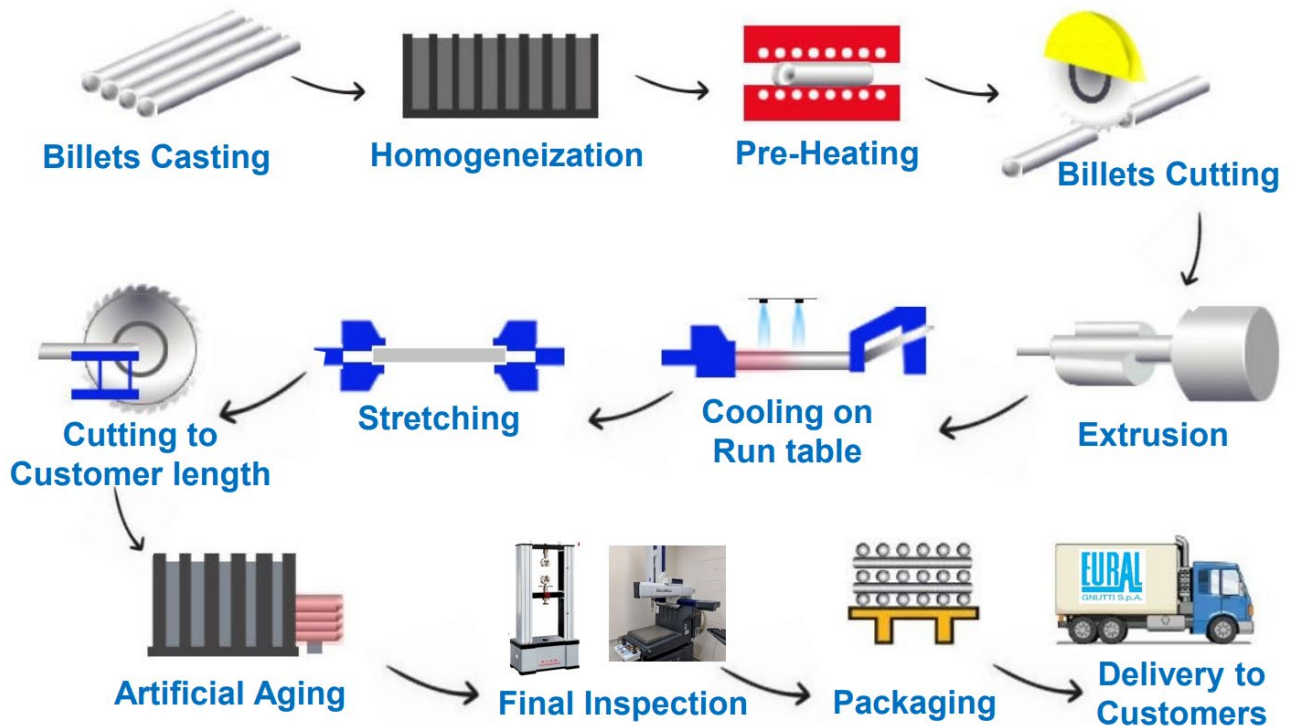 Billets Casting
Homogeneization
Pre-Heating
Billets Cutting
Extrusion
Cooling on
Run table
Stretching
Cutting to
Customer length
Artificial Aging
Final Inspection
Packaging
EURAL
GNUTTI S.p.A.
Delivery to
Customers